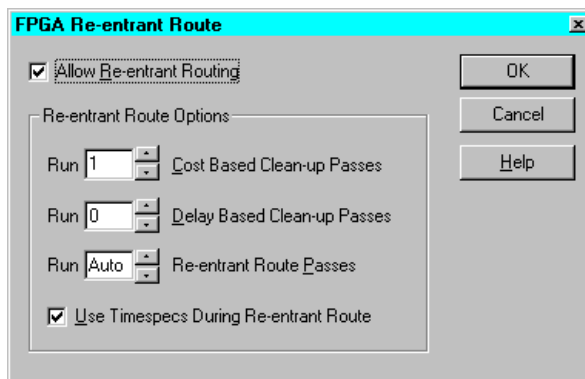 FPGA Re-entrant Route
Allow Re-entrant Routing
OK
Cancel
Help
Re-entrant Route Options
Run 1 Cost Based Clean-up Passes
Run 0 Delay Based Clean-up Passes
Run Auto Re-entrant Route Passes
Use Timespecs During Re-entrant Route